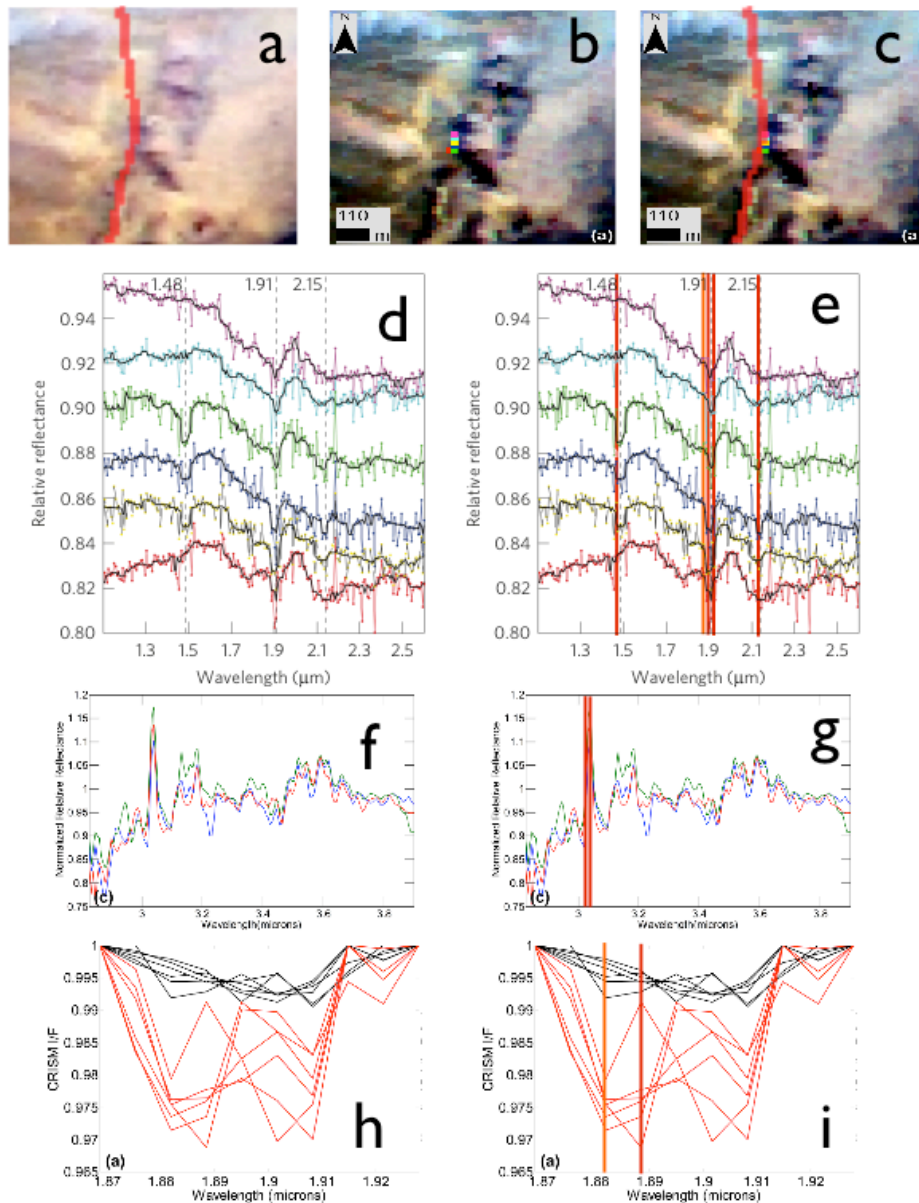 a
N
b
110
m
(a)
N
c
110
m
(a
1.48
1.91
2.15
d
0.94
0.92
0.90
0.88
0.86
0.84
0.82
0.80
Relative reflectance
1.3 1.5 1.7 1.9 2.1 2.3 2.5
Wavelength (μm)
1.48
1.91
2.15
e
0.94
0.92
0.90
0.88
0.86
0.84
0.82
0.80
Relative reflectance
1.3 1.5 1.7 1.9 2.1 2.3 2.5
Wavelength (μm)
f
1.2
1.15
1.1
1.05
1
0.95
0.9
0.85
0.8
0.75
Normalized Relative Reflectance
(c)
3 3.2 3.4 3.6 3.8
Wavelength(microns)
g
1.2
1.15
1.1
1.05
1
0.95
0.9
0.85
0.8
0.75
Normalized Relative Reflectance
(c)
3 3.2 3.4 3.6 3.8
Wavelength(microns)
1
0.995
0.99
0.985
0.98
0.975
0.97
0.965
CRISM I/F
h
(a)
1.87 1.88 1.89 1.9 1.91 1.92
Wavelength (microns)
1
0.995
0.99
0.985
0.98
0.975
0.97
0.965
CRISM I/F
i
(a)
1.87 1.88 1.89 1.9 1.91 1.92
Wavelength (microns)